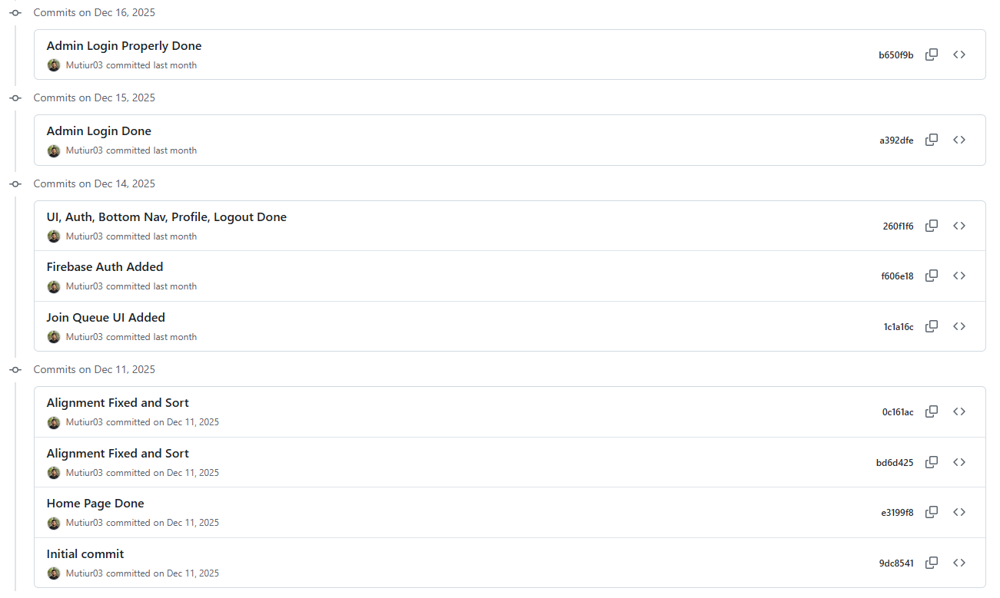 Commits on Dec 16, 2025
Admin Login Properly Done
Mutiur03 committed last month
b650f9b
Commits on Dec 15, 2025
Admin Login Done
Mutiur03 committed last month
a392dfe
Commits on Dec 14, 2025
UI, Auth, Bottom Nav, Profile, Logout Done
Mutiur03 committed last month
260f1f6
Firebase Auth Added
Mutiur03 committed last month
f606e18
Join Queue UI Added
Mutiur03 committed last month
1c1a16c
Commits on Dec 11, 2025
Alignment Fixed and Sort
Mutiur03 committed on Dec 11, 2025
0c161ac
Alignment Fixed and Sort
Mutiur03 committed on Dec 11, 2025
bd6d425
Home Page Done
Mutiur03 committed on Dec 11, 2025
e3199f8
Initial commit
Mutiur03 committed on Dec 11, 2025
9dc8541